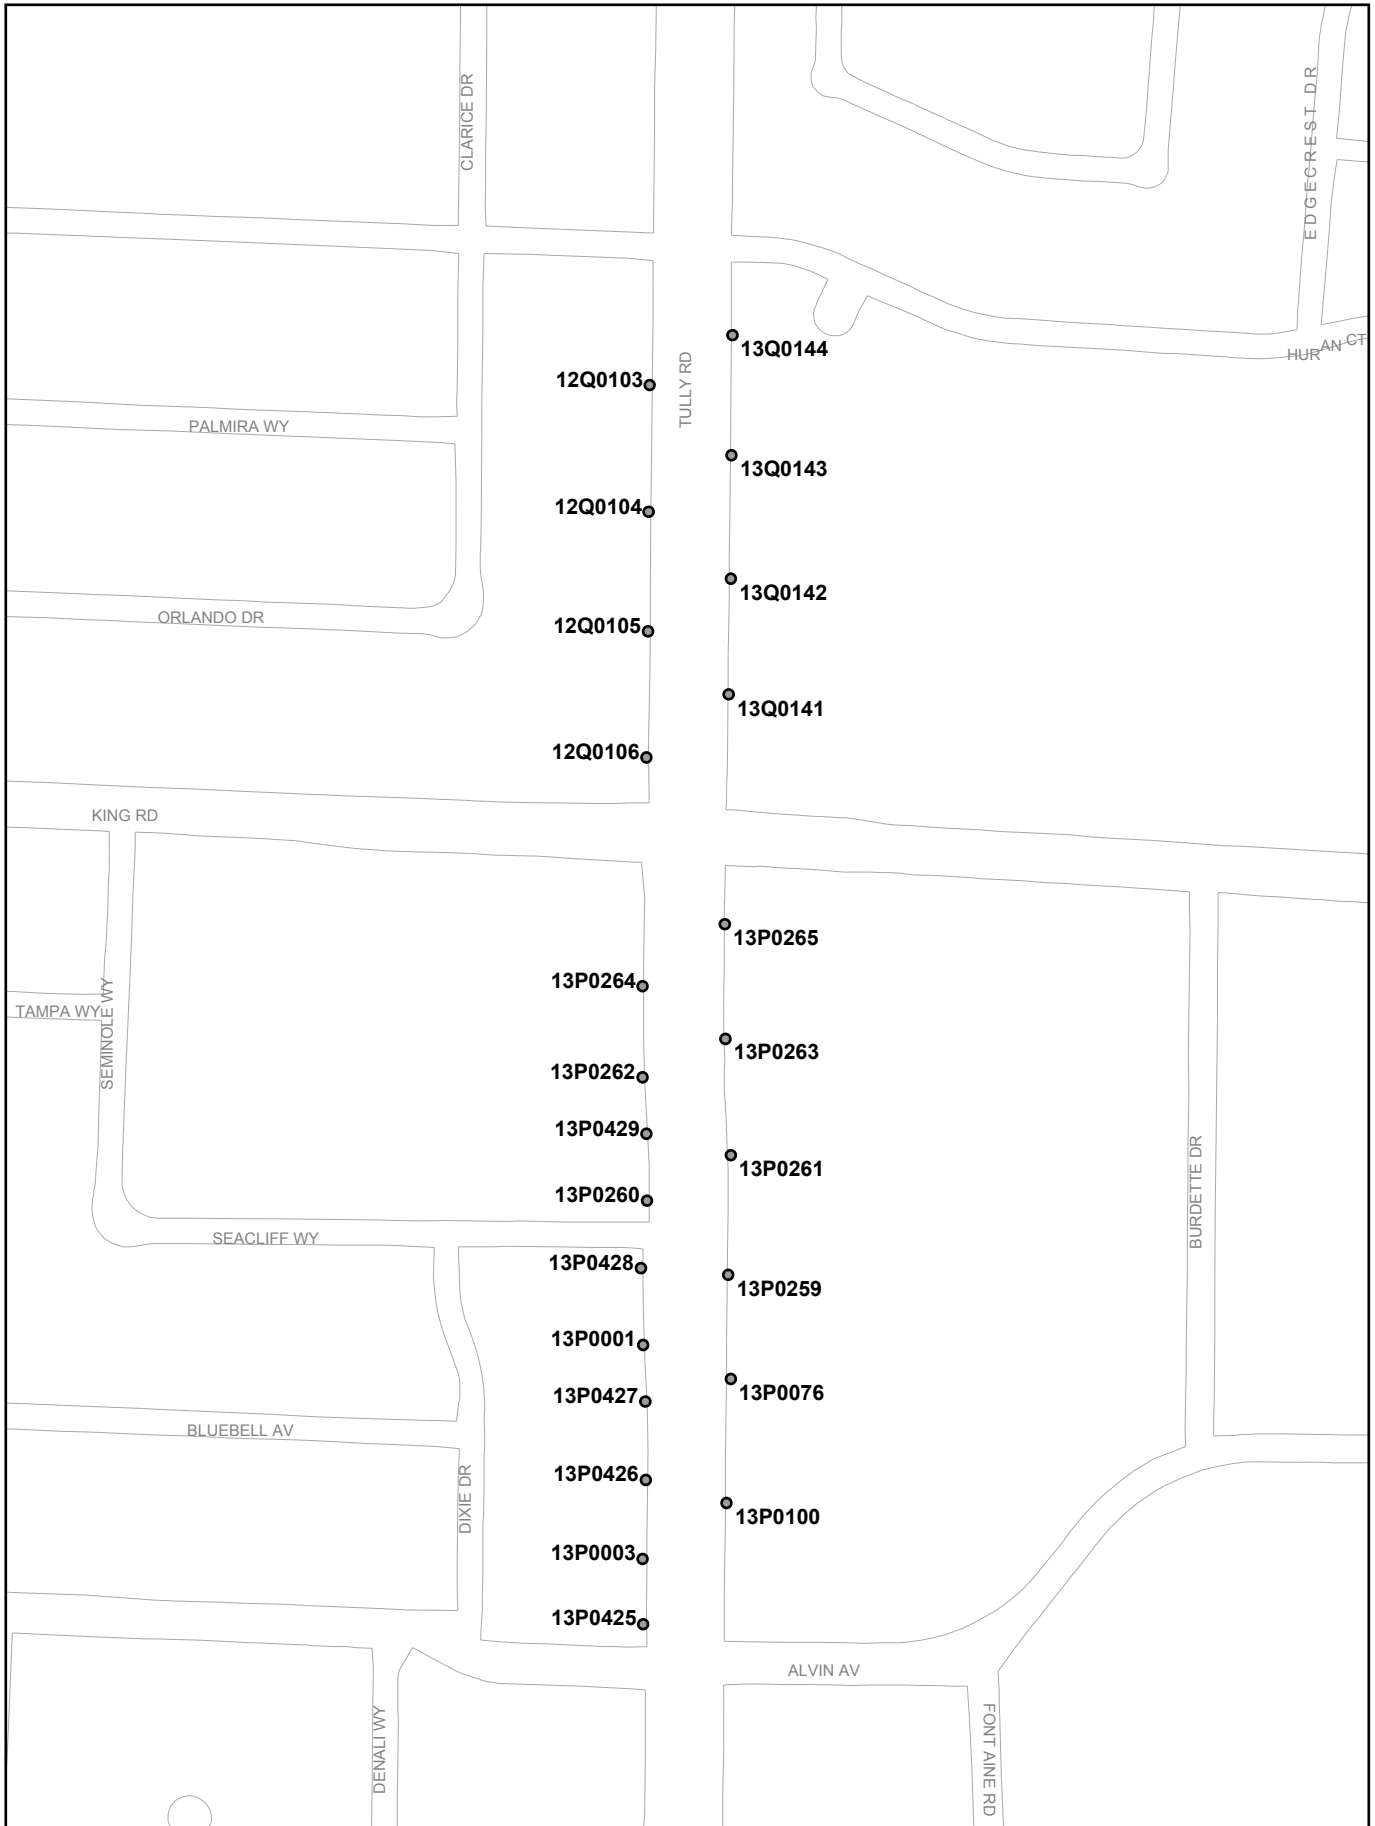 CLARICE DR
EDGECREST DR
TULLY RD
13Q0144
HURAN CT
12Q0103
PALMIRA WY
13Q0143
12Q0104
13Q0142
ORLANDO DR
12Q0105
13Q0141
12Q0106
KING RD
13P0265
13P0264
TAMPA WY
SEMINOLE WY
13P0263
13P0262
13P0429
13P0261
BURDETTE DR
13P0260
SEACLIFF WY
13P0428
13P0259
13P0001
13P0076
13P0427
BLUEBELL AV
13P0426
DIXIE DR
13P0100
13P0003
13P0425
ALVIN AV
DENALI WY
FONT AINE RD